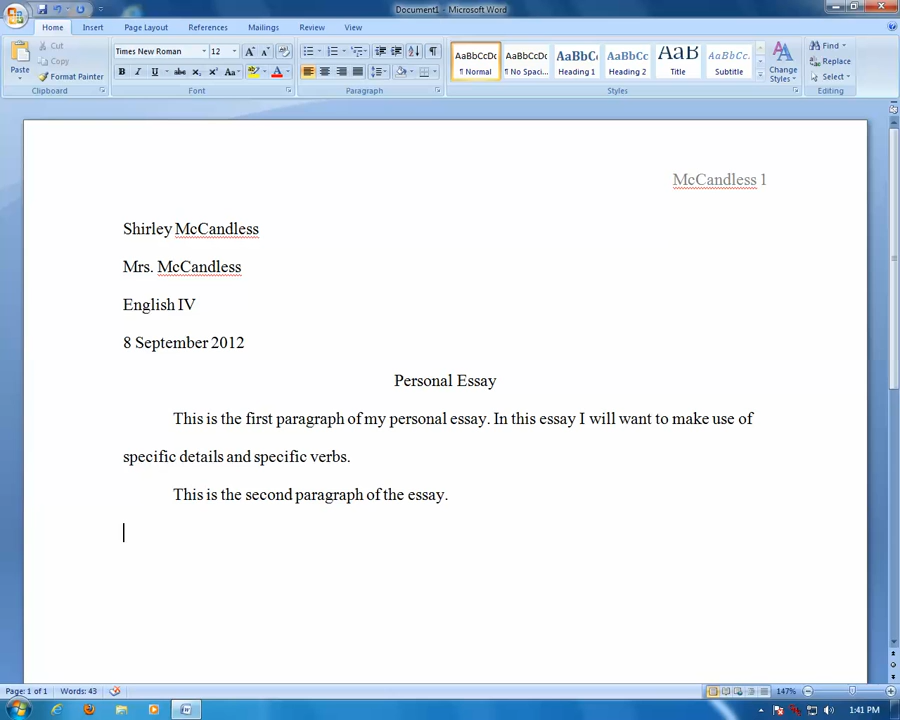 Document1 - Microsoft Word
Home Insert Page Layout References Mailings Review View
Paste
Cut
Copy
Format Painter
Clipboard
Times New Roman 12
B I U abc X₂ X² Aa A
Font
Paragraph
AaBbCcDc AaBbCcDc AaBbCc AaBbCc AaB AaBbCc.
¶ Normal ¶ No Spaci... Heading 1 Heading 2 Title Subtitle
Change Styles
Styles
Find
Replace
Select
Editing
McCandless 1
Shirley McCandless
Mrs. McCandless
English IV
8 September 2012
Personal Essay
This is the first paragraph of my personal essay. In this essay I will want to make use of
specific details and specific verbs.
This is the second paragraph of the essay.
Page: 1 of 1 Words: 43 147%
1:41 PM